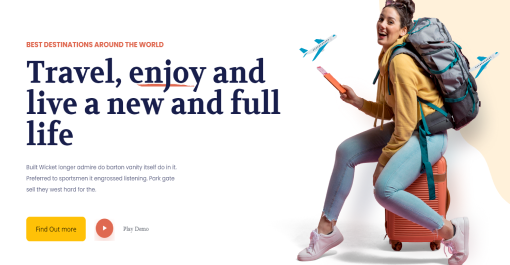 BEST DESTINATIONS AROUND THE WORLD
Travel, enjoy and
live a new and full
life
Built Wicket longer admire do barton vanity itself do in it.
Preferred to sportsmen it engrossed listening. Park gate
sell they west hard for the.
Find Out more
Play Demo